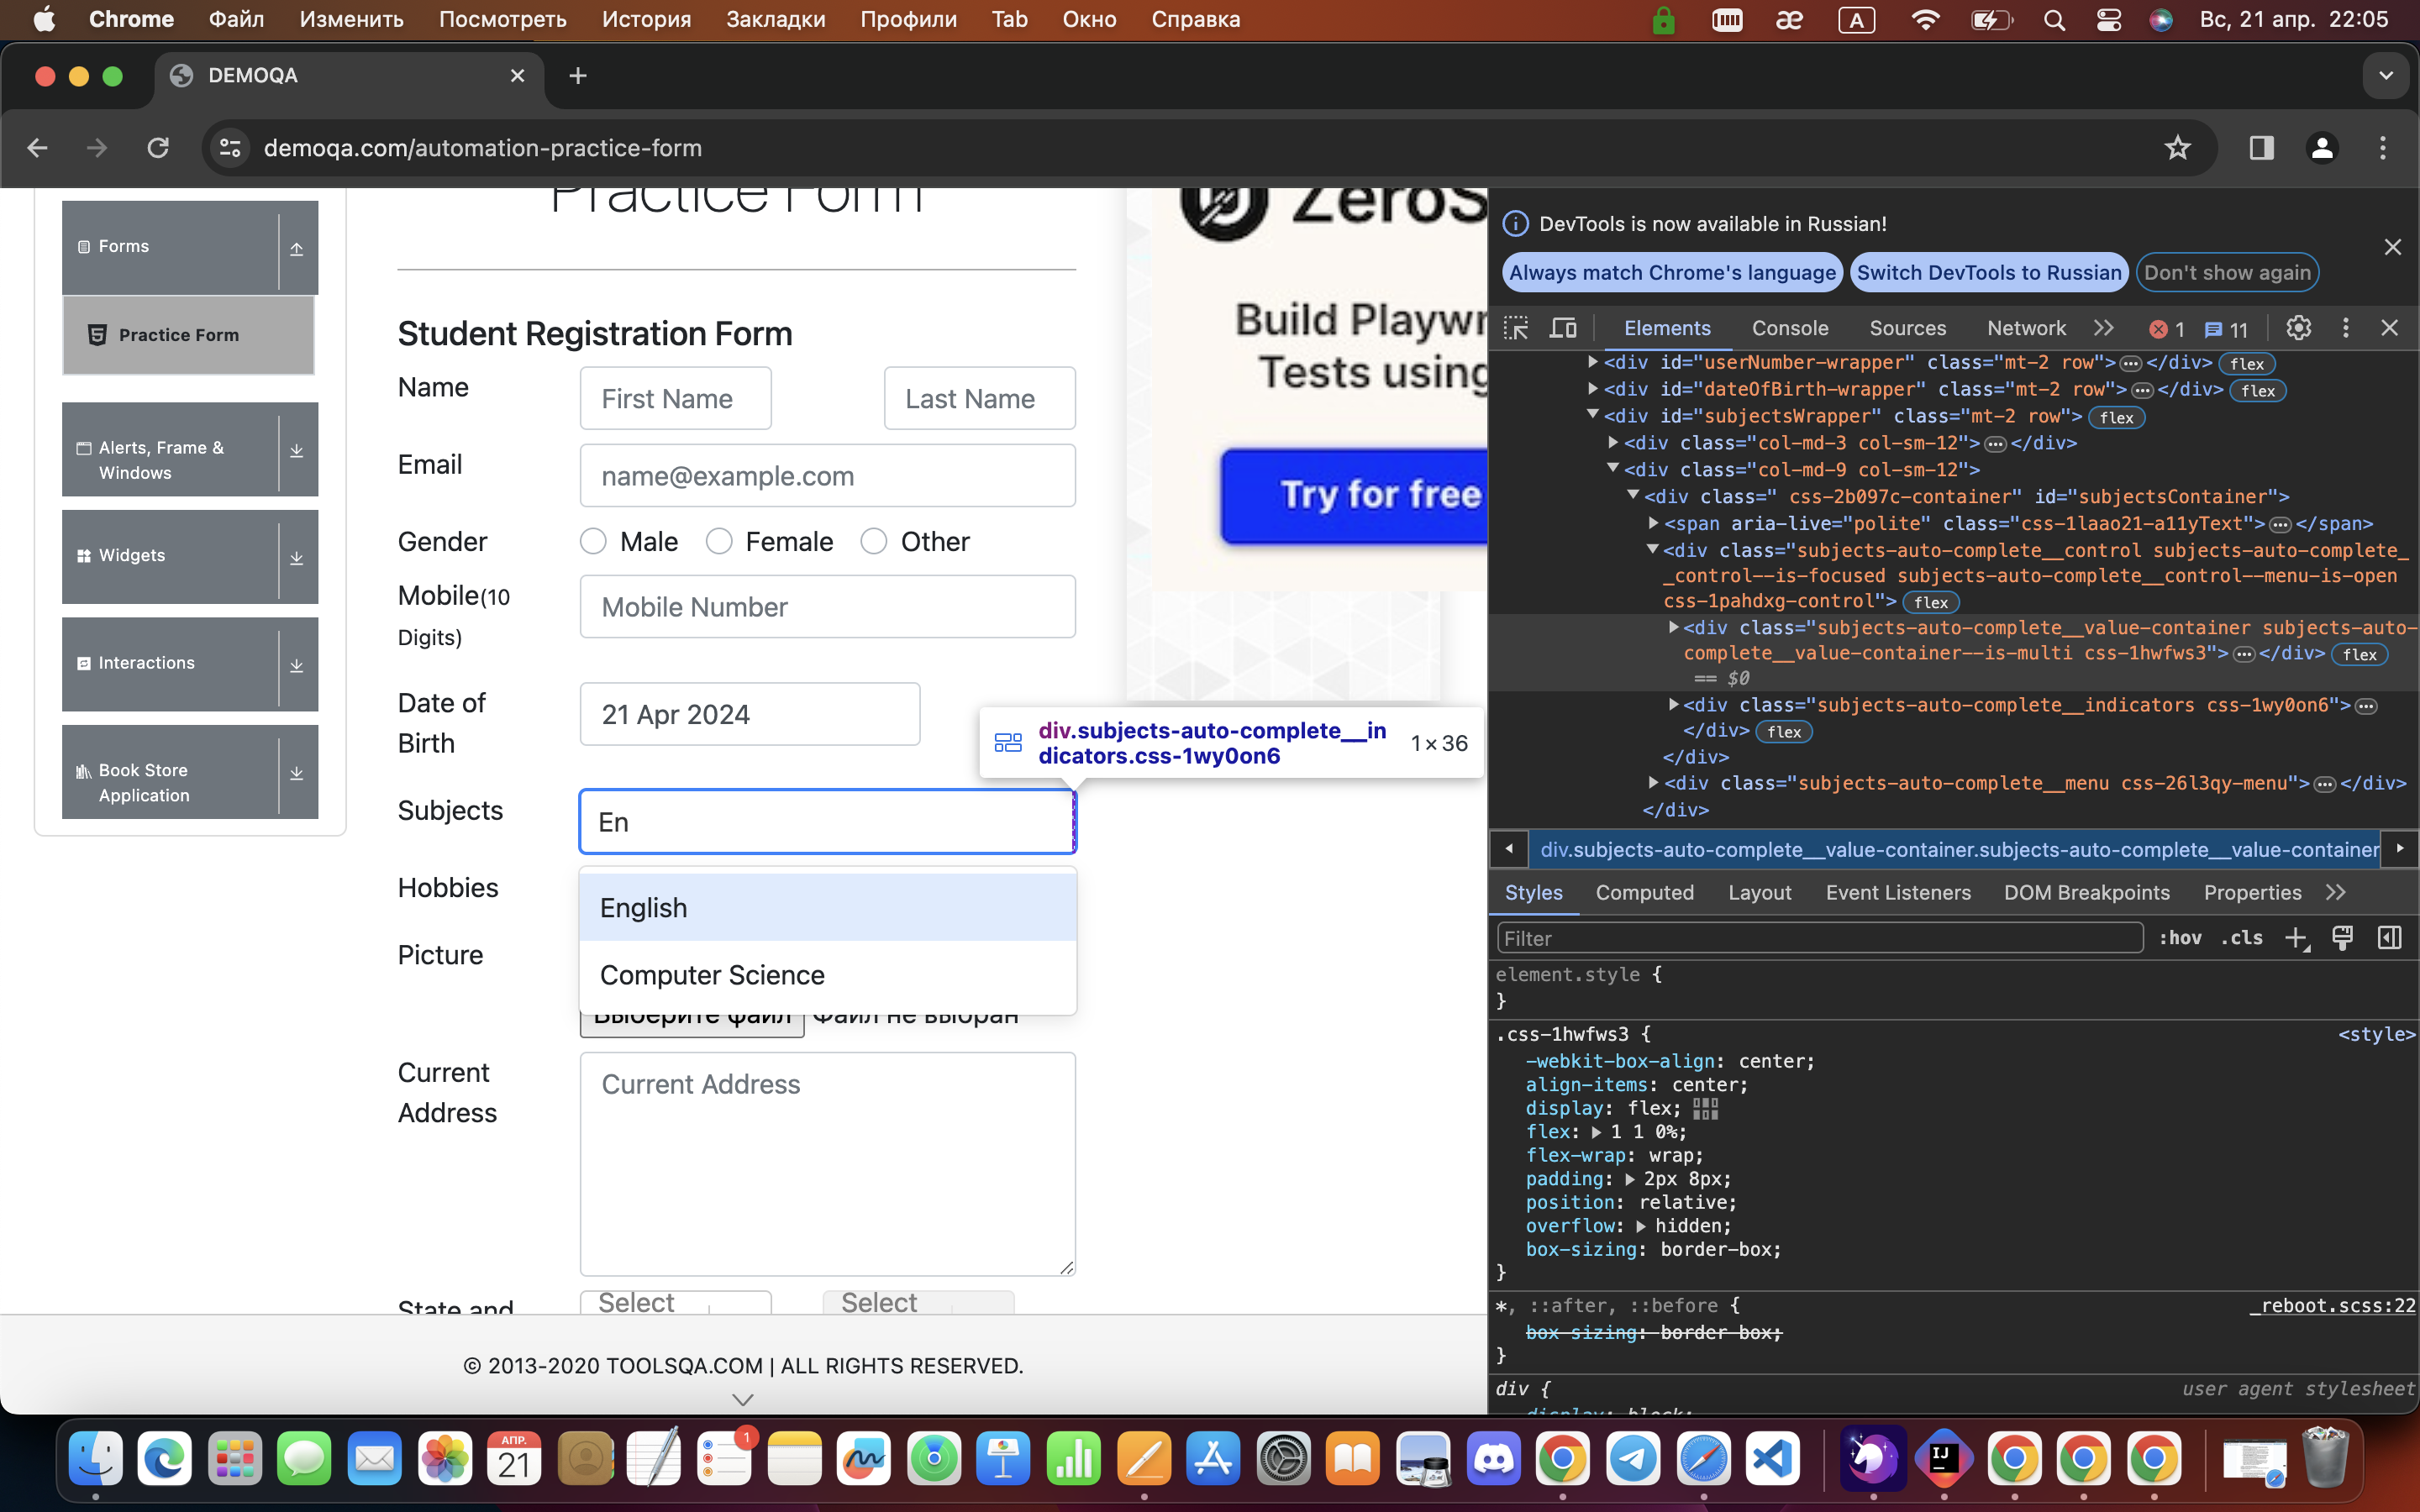 Chrome Файл Изменить Посмотреть История Закладки Профили Tab Окно Справка A Вс, 21 апр. 22:05
DEMOQA
demoqa.com/automation-practice-form
Practice Form
Forms
Practice Form
Alerts, Frame &
Windows
Widgets
Interactions
Book Store
Application
Student Registration Form
Name First Name Last Name
Email name@example.com
Gender Male Female Other
Mobile(10
Digits) Mobile Number
Date of
Birth 21 Apr 2024
Subjects En
Hobbies English
Computer Science
Picture
Выберите файл Файл не выбран
Current
Address Current Address
State and Select Select
© 2013-2020 TOOLSQA.COM | ALL RIGHTS RESERVED.
ZeroS
Build Playwr
Tests using
Try for free
div.subjects-auto-complete__in
dicators.css-1wy0on6 1×36
DevTools is now available in Russian!
Always match Chrome's language Switch DevTools to Russian Don't show again
Elements Console Sources Network 1 11
<div id="userNumber-wrapper" class="mt-2 row">…</div> flex
<div id="dateOfBirth-wrapper" class="mt-2 row">…</div> flex
<div id="subjectsWrapper" class="mt-2 row"> flex
<div class="col-md-3 col-sm-12">…</div>
<div class="col-md-9 col-sm-12">
<div class=" css-2b097c-container" id="subjectsContainer">
<span aria-live="polite" class="css-1laao21-a11yText">…</span>
<div class="subjects-auto-complete__control subjects-auto-complete_
_control--is-focused subjects-auto-complete__control--menu-is-open
css-1pahdxg-control"> flex
<div class="subjects-auto-complete__value-container subjects-auto-
complete__value-container--is-multi css-1hwfws3">…</div> flex
== $0
<div class="subjects-auto-complete__indicators css-1wy0on6">…
</div> flex
</div>
<div class="subjects-auto-complete__menu css-26l3qy-menu">…</div>
</div>
div.subjects-auto-complete__value-container.subjects-auto-complete__value-container
Styles Computed Layout Event Listeners DOM Breakpoints Properties
Filter :hov .cls
element.style {
}
.css-1hwfws3 { <style>
-webkit-box-align: center;
align-items: center;
display: flex;
flex: 1 1 0%;
flex-wrap: wrap;
padding: 2px 8px;
position: relative;
overflow: hidden;
box-sizing: border-box;
}
*, ::after, ::before { _reboot.scss:22
box-sizing: border-box;
}
div { user agent stylesheet
display: block;
АПР.
21
1
IJ